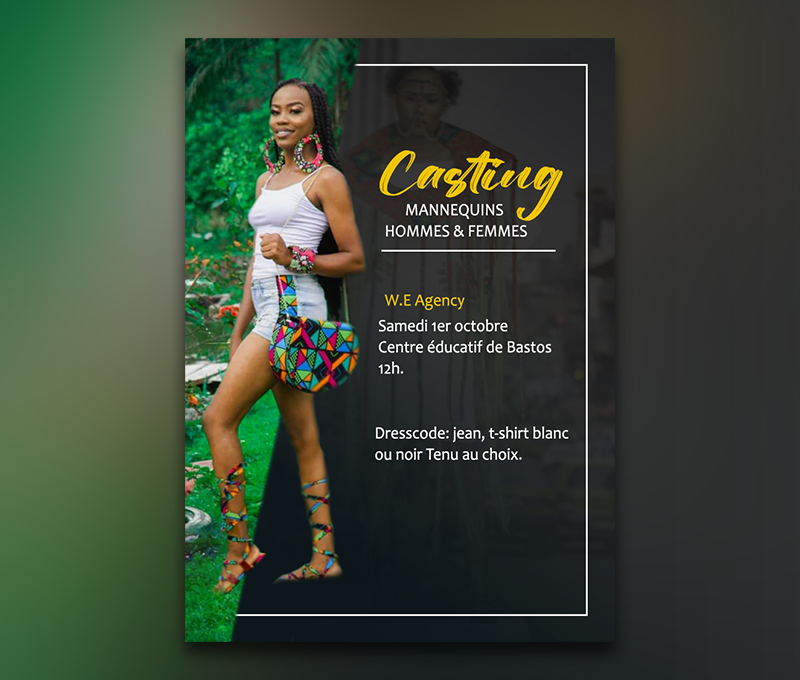 Casting
MANNEQUINS
HOMMES & FEMMES
W.E Agency
Samedi 1er octobre
Centre éducatif de Bastos
12h.
Dresscode: jean, t-shirt blanc
ou noir Tenu au choix.